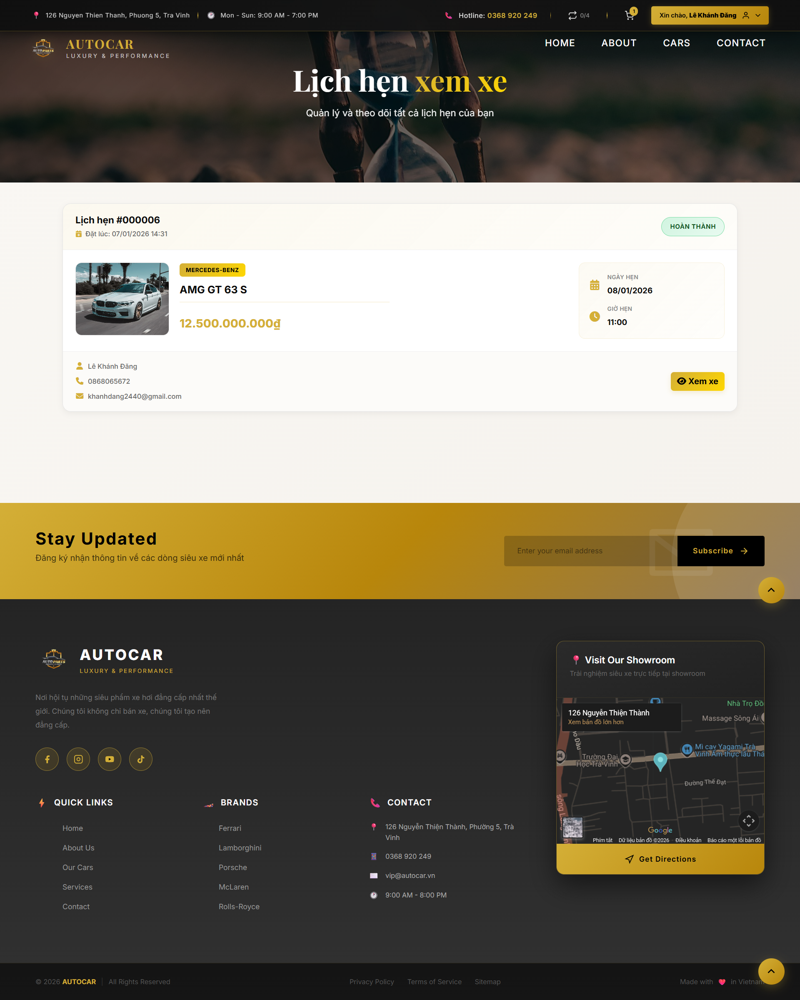 126 Nguyen Thien Thanh, Phuong 5, Tra Vinh
Mon - Sun: 9:00 AM - 7:00 PM
Hotline: 0368 920 249
0/4
1
Xin chào, Lê Khánh Đăng
AUTO PARTS
AUTOCAR
LUXURY & PERFORMANCE
HOME ABOUT CARS CONTACT
Lịch hẹn xem xe
Quản lý và theo dõi tất cả lịch hẹn của bạn
Lịch hẹn #000006
Đặt lúc: 07/01/2026 14:31
HOÀN THÀNH
MERCEDES-BENZ
AMG GT 63 S
12.500.000.000₫
NGÀY HẸN
08/01/2026
GIỜ HẸN
11:00
Lê Khánh Đăng
0868065672
khanhdang2440@gmail.com
Xem xe
Stay Updated
Đăng ký nhận thông tin về các dòng siêu xe mới nhất
Enter your email address
Subscribe
AUTO PARTS
AUTOCAR
LUXURY & PERFORMANCE
Nơi hội tụ những siêu phẩm xe hơi đẳng cấp nhất thế
giới. Chúng tôi không chỉ bán xe, chúng tôi tạo nên
đẳng cấp.
QUICK LINKS
Home
About Us
Our Cars
Services
Contact
BRANDS
Ferrari
Lamborghini
Porsche
McLaren
Rolls-Royce
CONTACT
126 Nguyễn Thiện Thành, Phường 5, Trà
Vinh
0368 920 249
vip@autocar.vn
9:00 AM - 8:00 PM
Visit Our Showroom
Trải nghiệm siêu xe trực tiếp tại showroom
126 Nguyễn Thiện Thành
Xem bản đồ lớn hơn
Nhà Trọ Đồ
Massage Sông Ái
Mì cay Yagami Trà
Vinh Ẩm thực lẩu Thá
Trường Đại
Học Trà Vinh
Đường Thế Đạt
Google
Phím tắt
Dữ liệu bản đồ ©2026
Điều khoản
Báo cáo một lỗi bản đồ
Get Directions
© 2026 AUTOCAR
All Rights Reserved
Privacy Policy
Terms of Service
Sitemap
Made with ❤️ in Vietnam